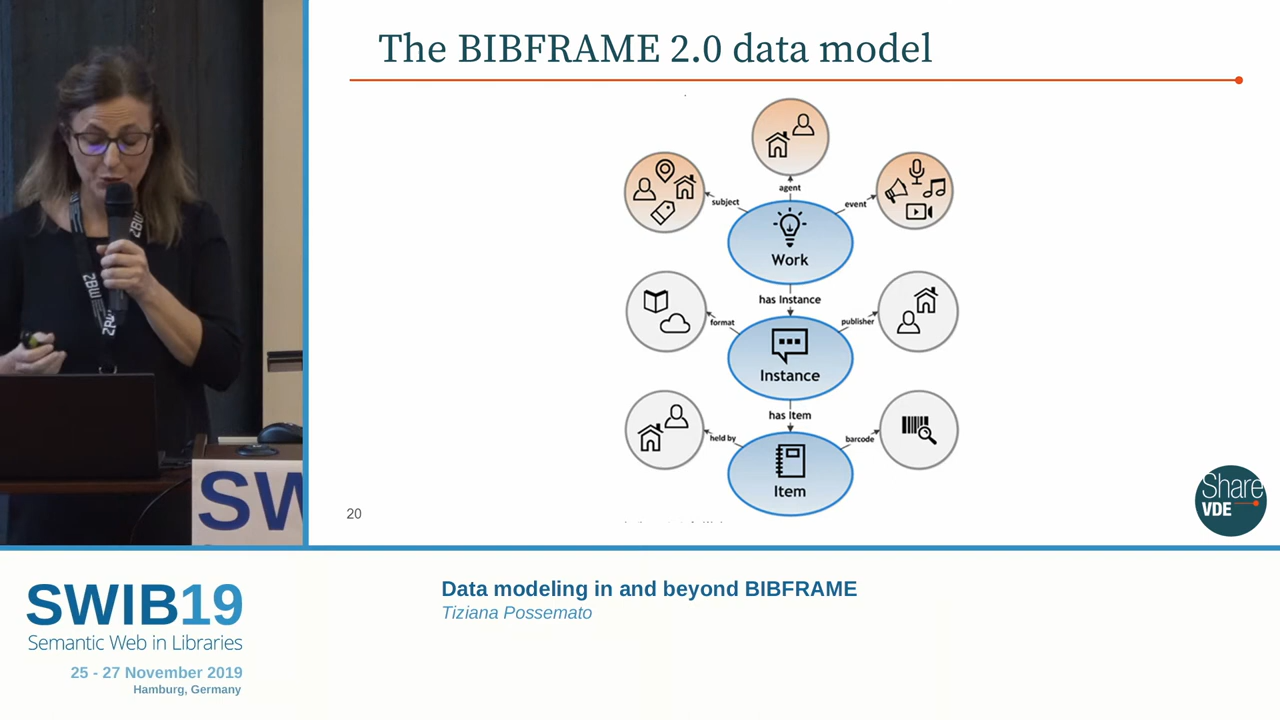 The BIBFRAME 2.0 data model
agent
subject
event
Work
has Instance
format
publisher
Instance
has Item
held by
barcode
Item
20
Share
VDE
ZBW
SW
SWIB19
Semantic Web in Libraries
25 - 27 November 2019
Hamburg, Germany
Data modeling in and beyond BIBFRAME
Tiziana Possemato